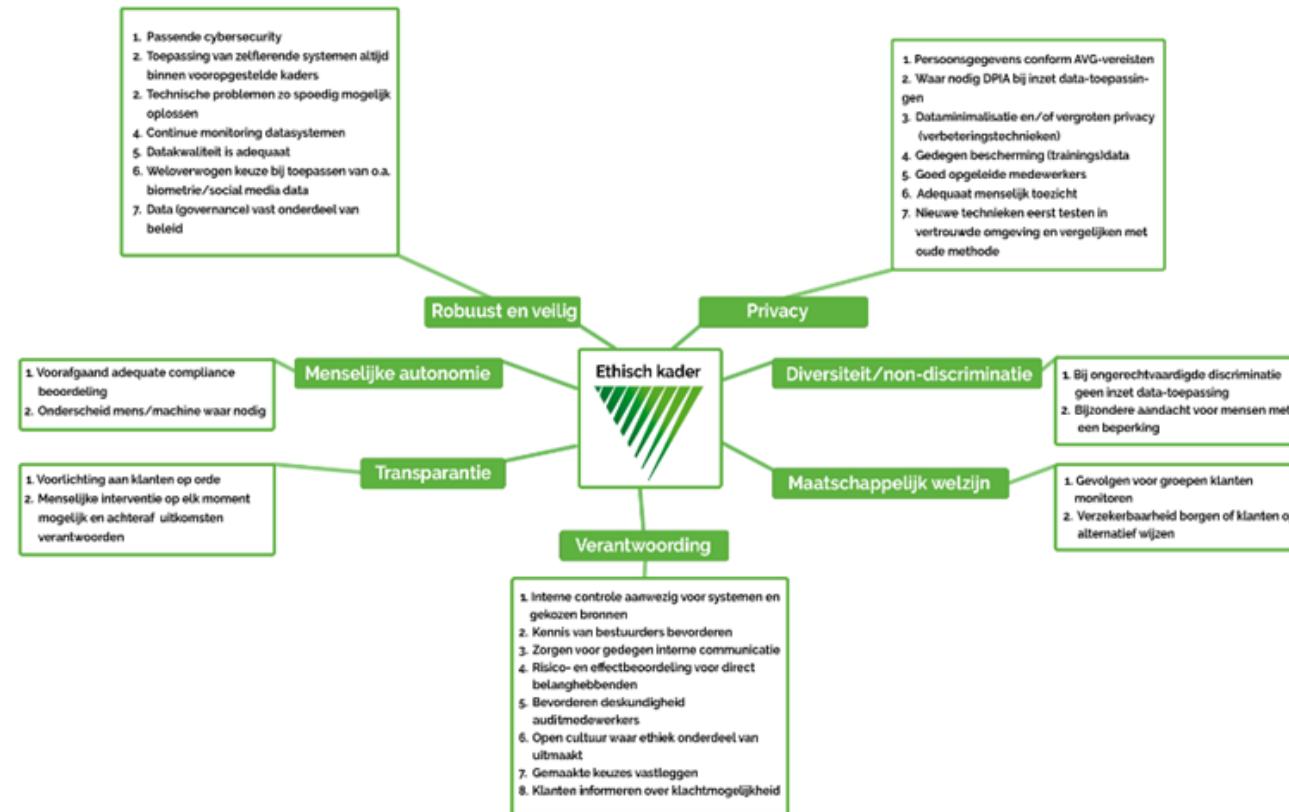 1. Passende cybersecurity
2. Toepassing van zelflerende systemen altijd
binnen vooropgestelde kaders
2. Technische problemen zo spoedig mogelijk
oplossen
4. Continue monitoring datasystemen
5. Datakwaliteit is adequaat
6. Weloverwogen keuze bij toepassen van o.a.
biometrie/social media data
7. Data (governance) vast onderdeel van
beleid
1. Persoonsgegevens conform AVG-vereisten
2. Waar nodig DPIA bij inzet data-toepassin-
gen
3. Dataminimalisatie en/of vergroten privacy
(verbeteringstechnieken)
4. Gedegen bescherming (trainings)data
5. Goed opgeleide medewerkers
6. Adequaat menselijk toezicht
7. Nieuwe technieken eerst testen in
vertrouwde omgeving en vergelijken met
oude methode
Robuust en veilig
Privacy
Menselijke autonomie
1. Voorafgaand adequate compliance
beoordeling
2. Onderscheid mens/machine waar nodig
Ethisch kader
Diversiteit/non-discriminatie
1. Bij ongerechtvaardigde discriminatie
geen inzet data-toepassing
2. Bijzondere aandacht voor mensen met
een beperking
Transparantie
1. Voorlichting aan klanten op orde
2. Menselijke interventie op elk moment
mogelijk en achteraf uitkomsten
verantwoorden
Maatschappelijk welzijn
1. Gevolgen voor groepen klanten
monitoren
2. Verzekerbaarheid borgen of klanten
alternatief wijzen
Verantwoording
1. Interne controle aanwezig voor systemen en
gekozen bronnen
2. Kennis van bestuurders bevorderen
3. Zorgen voor gedegen interne communicatie
4. Risico- en effectbeoordeling voor direct
belanghebbenden
5. Bevorderen deskundigheid
auditmedewerkers
6. Open cultuur waar ethiek onderdeel van
uitmaakt
7. Gemaakte keuzes vastleggen
8. Klanten informeren over klachtmogelijkheid